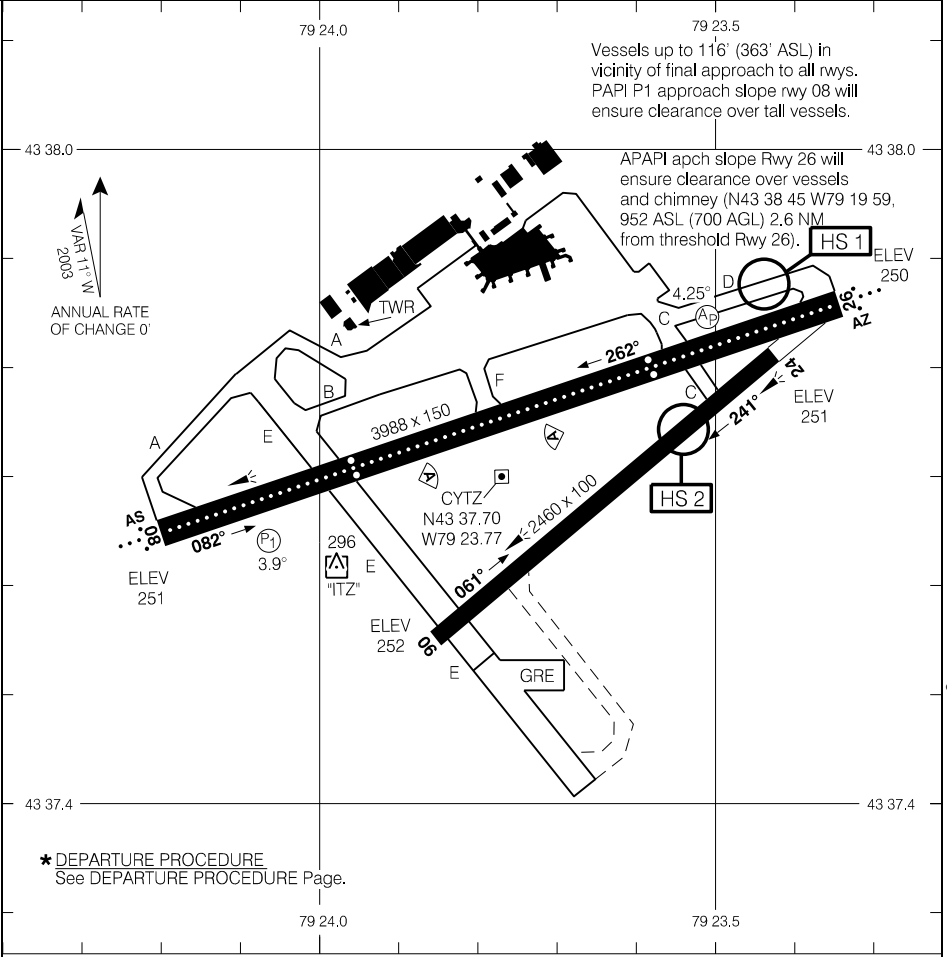 79 24.0
79 23.5
Vessels up to 116' (363' ASL) in
vicinity of final approach to all rwys.
PAPI P1 approach slope rwy 08 will
ensure clearance over tall vessels.
43 38.0
43 38.0
APAPI apch slope Rwy 26 will
ensure clearance over vessels
and chimney (N43 38 45 W79 19 59,
952 ASL (700 AGL) 2.6 NM
from threshold Rwy 26).
VAR 11° W
2003
ANNUAL RATE
OF CHANGE 0'
HS 1
ELEV
250
D
4.25°
AP
C
26
AZ
TWR
A
262°
24
F
B
C
ELEV
251
241°
3988 x 150
A
E
A
A
HS 2
CYTZ
N43 37.70
W79 23.77
2460 x 100
AS
08
082°
P1
3.9°
296
"ITZ"
E
ELEV
251
061°
ELEV
252
06
E
GRE
43 37.4
43 37.4
* DEPARTURE PROCEDURE
See DEPARTURE PROCEDURE Page.
79 24.0
79 23.5